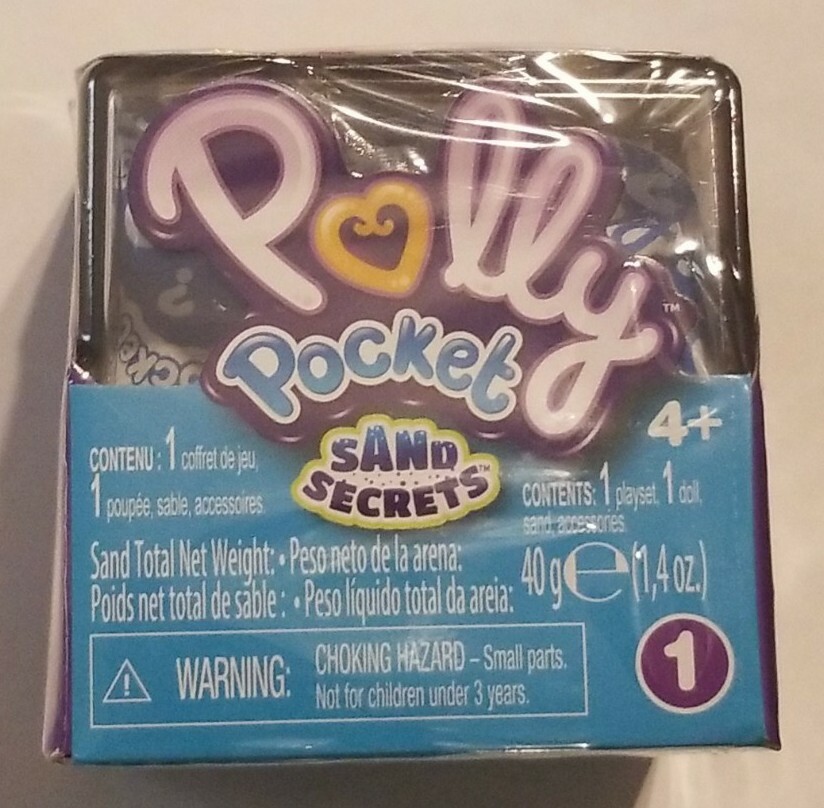 Polly
Pocket
TM
SAND
SECRETS™
4+
CONTENU : 1 coffret de jeu,
1 poupée, sable, accessoires.
CONTENTS: 1 playset, 1 doll,
sand, accessories.
Sand Total Net Weight: • Peso neto de la arena:
Poids net total de sable : • Peso líquido total da areia:
40 g ℮ (1,4 oz.)
WARNING: CHOKING HAZARD – Small parts.
Not for children under 3 years.
1